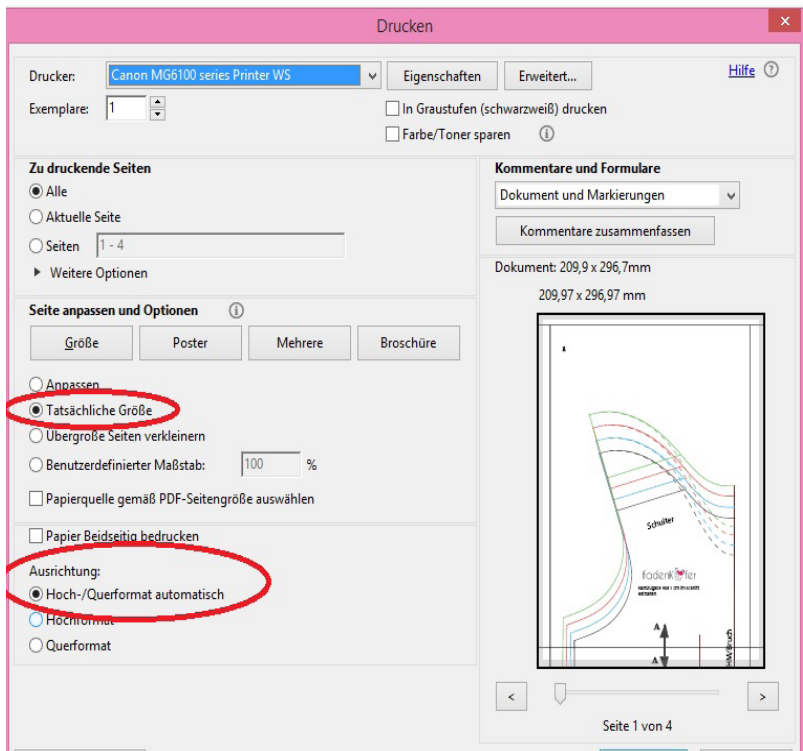 Drucken
x
Drucker: Canon MG6100 series Printer WS Eigenschaften Erweitert... Hilfe ?
Exemplare: 1 In Graustufen (schwarzweiß) drucken
Farbe/Toner sparen i
Zu druckende Seiten
Alle
Aktuelle Seite
Seiten 1 - 4
Weitere Optionen
Seite anpassen und Optionen i
Größe Poster Mehrere Broschüre
Anpassen
Tatsächliche Größe
Übergroße Seiten verkleinern
Benutzerdefinierter Maßstab: 100 %
Papierquelle gemäß PDF-Seitengröße auswählen
Papier Beidseitig bedrucken
Ausrichtung:
Hoch-/Querformat automatisch
Hochformat
Querformat
Kommentare und Formulare
Dokument und Markierungen
Kommentare zusammenfassen
Dokument: 209,9 x 296,7mm
209,97 x 296,97 mm
A
Schulter
A
A
< >
Seite 1 von 4